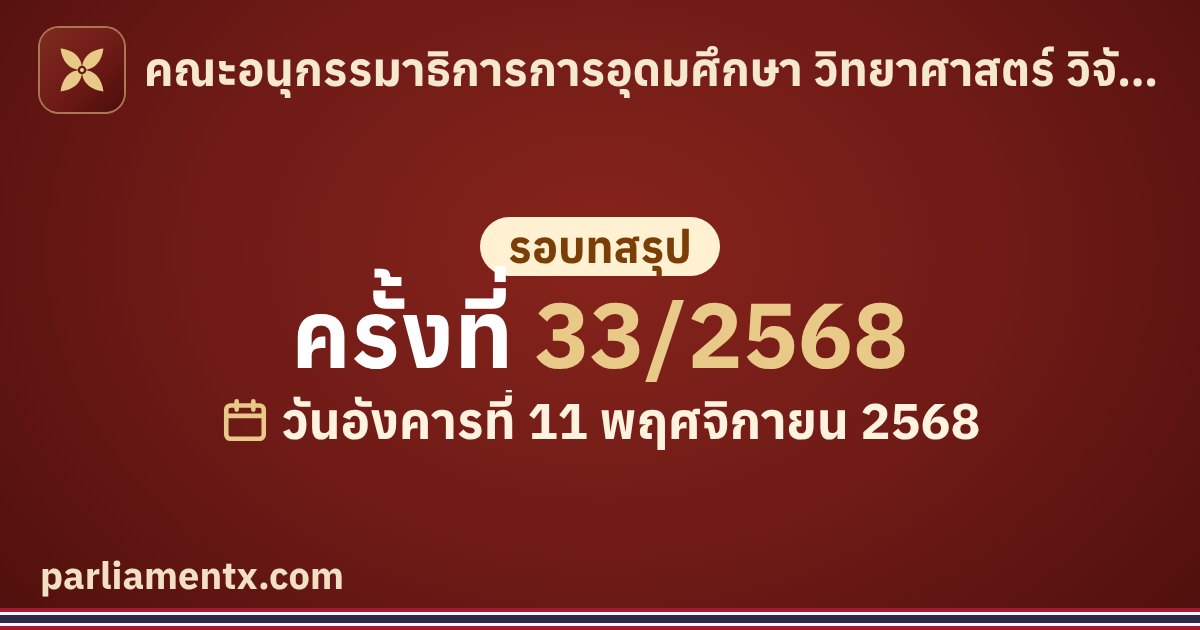 คณะอนุกรรมาธิการการอุดมศึกษา วิทยาศาสตร์ วิจั...
รอบทสรุป
ครั้งที่ 33/2568
วันอังคารที่ 11 พฤศจิกายน 2568
parliamentx.com